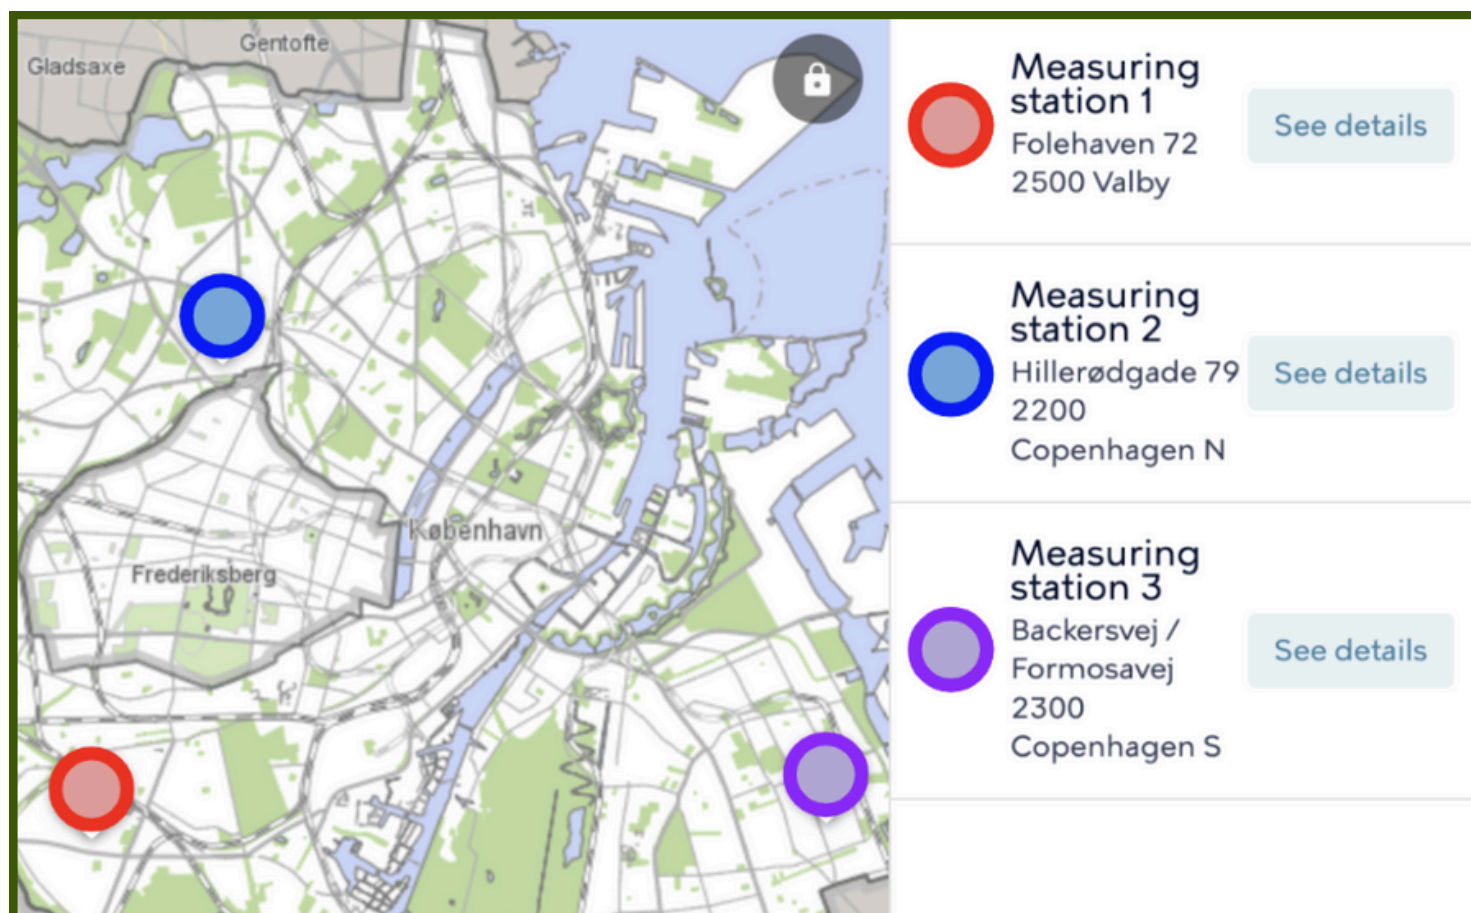 Gentofte
Gladsaxe
København
Frederiksberg
Measuring
station 1
Folehaven 72
2500 Valby
See details
Measuring
station 2
Hillerødgade 79
2200
Copenhagen N
See details
Measuring
station 3
Backersvej /
Formosavej
2300
Copenhagen S
See details